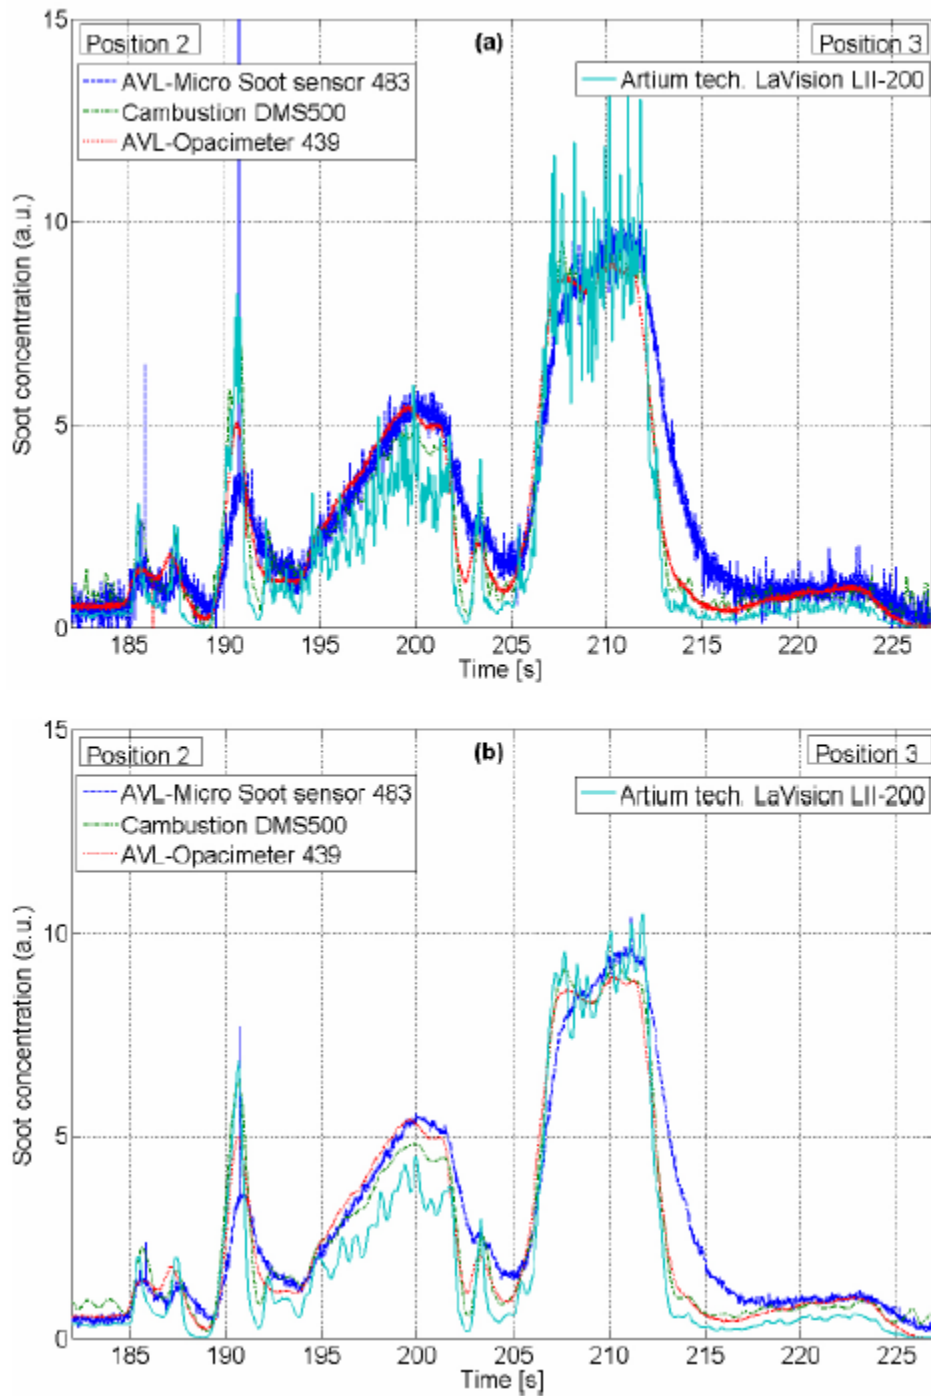 15
Position 2
(a)
Position 3
AVL-Micro Soot sensor 483
Artium tech. LaVision LII-200
Cambustion DMS500
AVL-Opacimeter 439
10
Soot concentration (a.u.)
5
0
185 190 195 200 205 210 215 220 225
Time [s]
15
Position 2
(b)
Position 3
AVL-Micro Soot sensor 483
Artium tech. LaVision LII-200
Cambustion DMS500
AVL-Opacimeter 439
10
Soot concentration (a.u.)
5
0
185 190 195 200 205 210 215 220 225
Time [s]